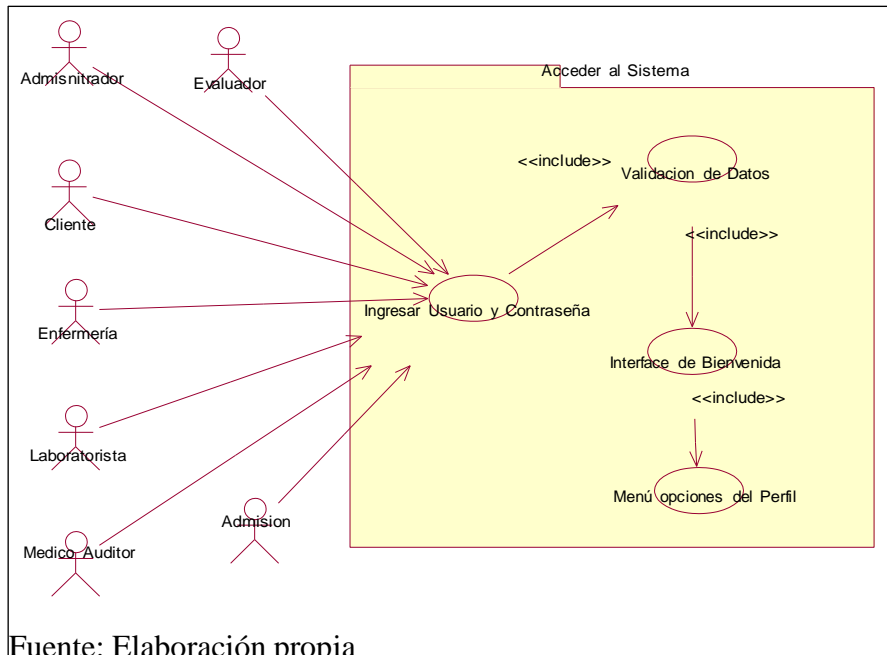 Admisnitrador
Evaluador
Acceder al Sistema
<<include>>
Validacion de Datos
Cliente
<<include>>
Ingresar Usuario y Contraseña
Enfermería
Interface de Bienvenida
<<include>>
Laboratorista
Menú opciones del Perfil
Admision
Medico Auditor
Fuente: Elaboración propia